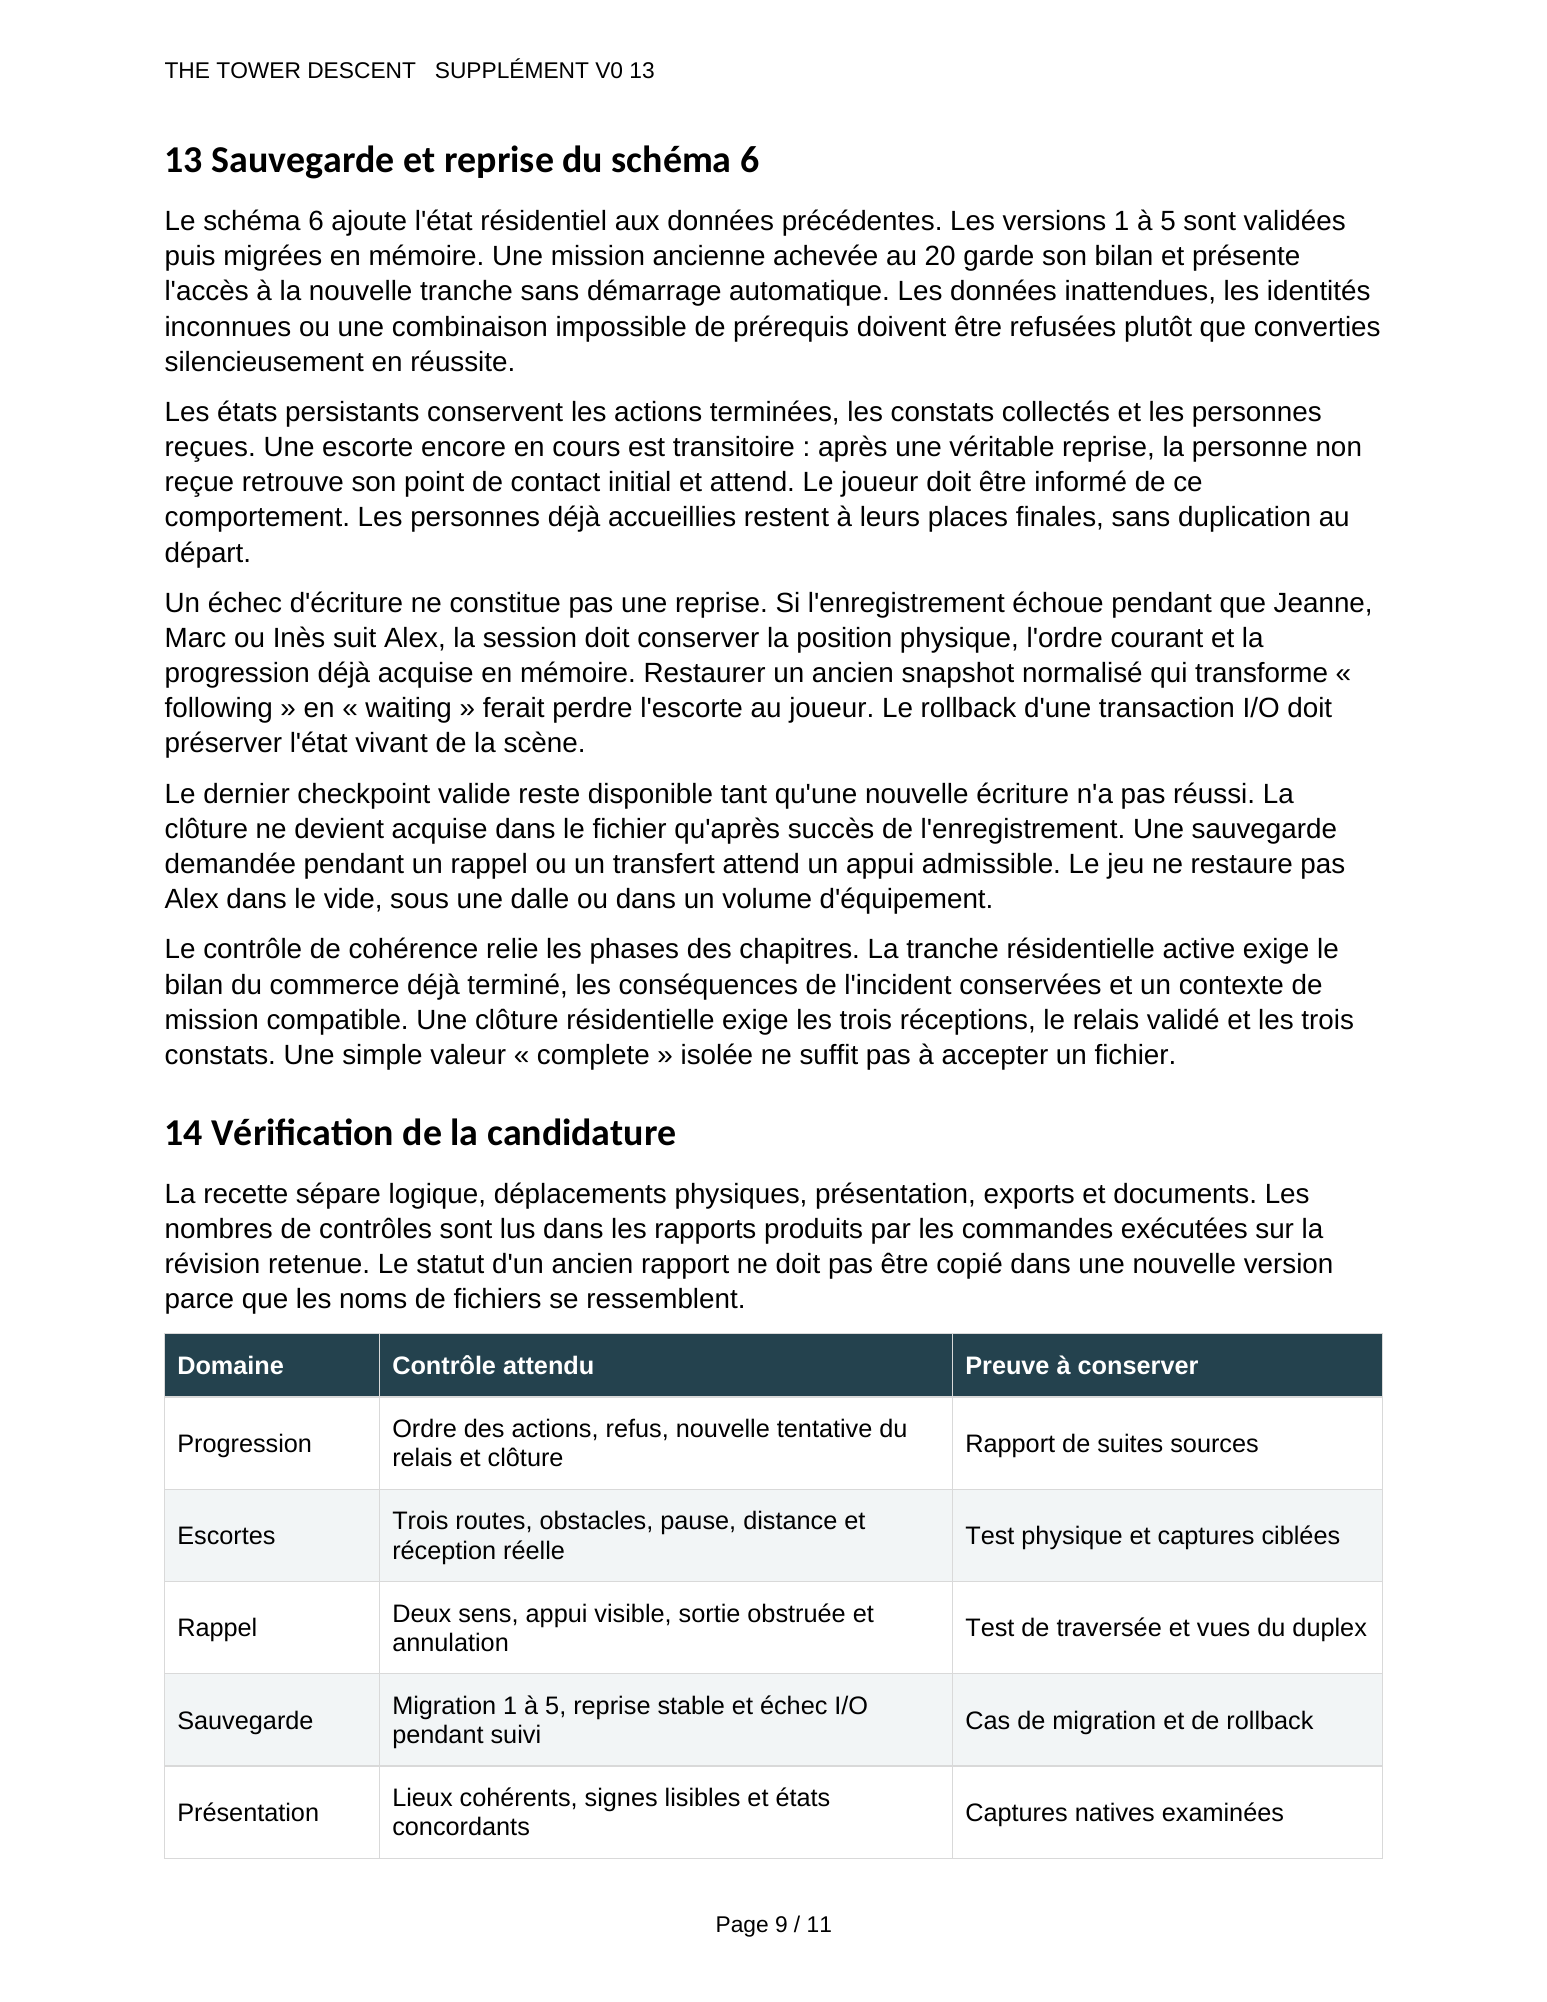 THE TOWER DESCENT SUPPLÉMENT V0 13
13 Sauvegarde et reprise du schéma 6
Le schéma 6 ajoute l'état résidentiel aux données précédentes. Les versions 1 à 5 sont validées
puis migrées en mémoire. Une mission ancienne achevée au 20 garde son bilan et présente
l'accès à la nouvelle tranche sans démarrage automatique. Les données inattendues, les identités
inconnues ou une combinaison impossible de prérequis doivent être refusées plutôt que converties
silencieusement en réussite.
Les états persistants conservent les actions terminées, les constats collectés et les personnes
reçues. Une escorte encore en cours est transitoire : après une véritable reprise, la personne non
reçue retrouve son point de contact initial et attend. Le joueur doit être informé de ce
comportement. Les personnes déjà accueillies restent à leurs places finales, sans duplication au
départ.
Un échec d'écriture ne constitue pas une reprise. Si l'enregistrement échoue pendant que Jeanne,
Marc ou Inès suit Alex, la session doit conserver la position physique, l'ordre courant et la
progression déjà acquise en mémoire. Restaurer un ancien snapshot normalisé qui transforme «
following » en « waiting » ferait perdre l'escorte au joueur. Le rollback d'une transaction I/O doit
préserver l'état vivant de la scène.
Le dernier checkpoint valide reste disponible tant qu'une nouvelle écriture n'a pas réussi. La
clôture ne devient acquise dans le fichier qu'après succès de l'enregistrement. Une sauvegarde
demandée pendant un rappel ou un transfert attend un appui admissible. Le jeu ne restaure pas
Alex dans le vide, sous une dalle ou dans un volume d'équipement.
Le contrôle de cohérence relie les phases des chapitres. La tranche résidentielle active exige le
bilan du commerce déjà terminé, les conséquences de l'incident conservées et un contexte de
mission compatible. Une clôture résidentielle exige les trois réceptions, le relais validé et les trois
constats. Une simple valeur « complete » isolée ne suffit pas à accepter un fichier.
14 Vérification de la candidature
La recette sépare logique, déplacements physiques, présentation, exports et documents. Les
nombres de contrôles sont lus dans les rapports produits par les commandes exécutées sur la
révision retenue. Le statut d'un ancien rapport ne doit pas être copié dans une nouvelle version
parce que les noms de fichiers se ressemblent.
Domaine Contrôle attendu Preuve à conserver
Progression Ordre des actions, refus, nouvelle tentative du
relais et clôture Rapport de suites sources
Escortes Trois routes, obstacles, pause, distance et
réception réelle Test physique et captures ciblées
Rappel Deux sens, appui visible, sortie obstruée et
annulation Test de traversée et vues du duplex
Sauvegarde Migration 1 à 5, reprise stable et échec I/O
pendant suivi Cas de migration et de rollback
Présentation Lieux cohérents, signes lisibles et états
concordants Captures natives examinées
Page 9 / 11